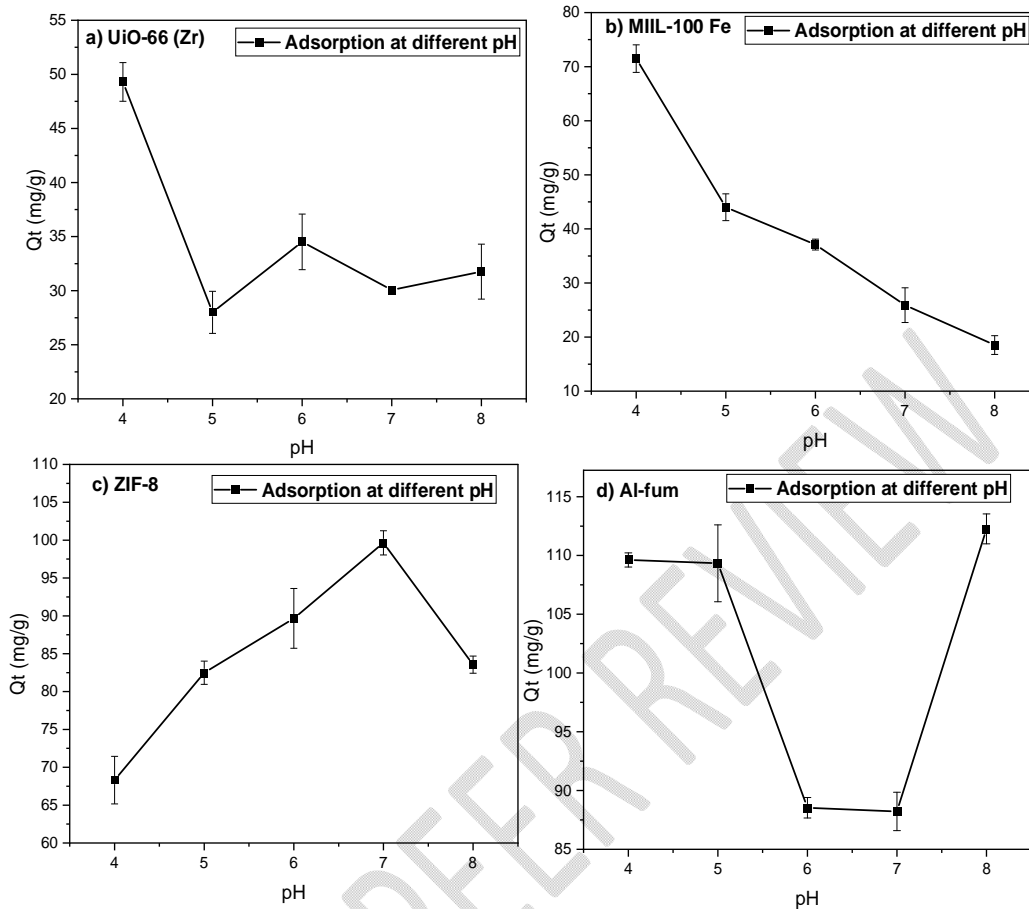 a) UiO-66 (Zr)
Adsorption at different pH
55
50
45
40
35
30
25
20
Qt (mg/g)
4 5 6 7 8
pH
b) MIIL-100 Fe
Adsorption at different pH
80
70
60
50
40
30
20
10
Qt (mg/g)
4 5 6 7 8
pH
c) ZIF-8
Adsorption at different pH
110
105
100
95
90
85
80
75
70
65
60
Qt (mg/g)
4 5 6 7 8
pH
d) Al-fum
Adsorption at different pH
115
110
105
100
95
90
85
Qt (mg/g)
4 5 6 7 8
pH
PEER REVIEW